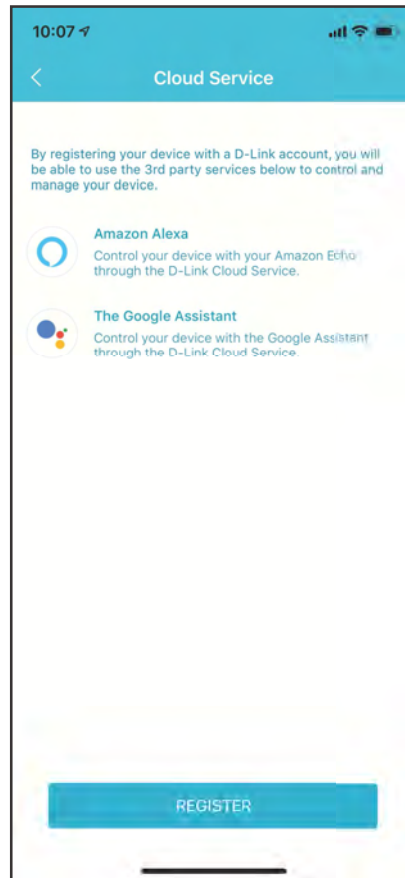 10:07
Cloud Service
By registering your device with a D-Link account, you will
be able to use the 3rd party services below to control and
manage your device.
Amazon Alexa
Control your device with your Amazon Echo
through the D-Link Cloud Service.
The Google Assistant
Control your device with the Google Assistant
through the D-Link Cloud Service.
REGISTER